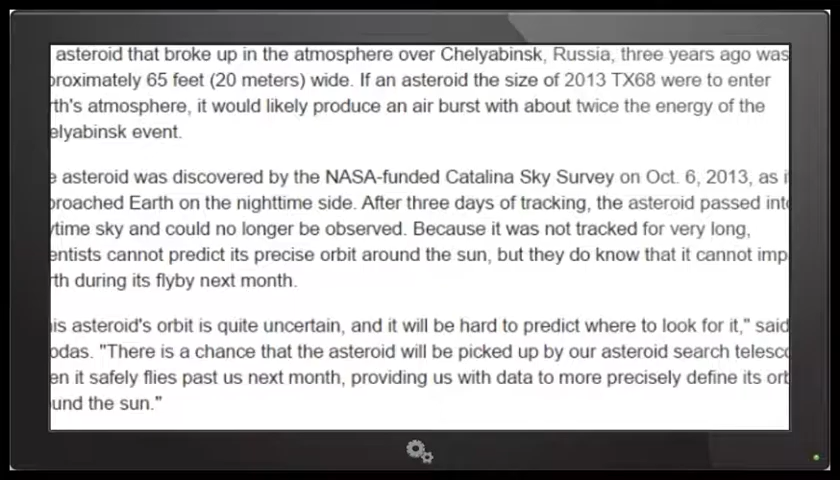 asteroid that broke up in the atmosphere over Chelyabinsk, Russia, three years ago was
proximately 65 feet (20 meters) wide. If an asteroid the size of 2013 TX68 were to enter
rth's atmosphere, it would likely produce an air burst with about twice the energy of the
elyabinsk event.
e asteroid was discovered by the NASA-funded Catalina Sky Survey on Oct. 6, 2013, as i
proached Earth on the nighttime side. After three days of tracking, the asteroid passed into
ytime sky and could no longer be observed. Because it was not tracked for very long,
entists cannot predict its precise orbit around the sun, but they do know that it cannot imp
rth during its flyby next month.
is asteroid's orbit is quite uncertain, and it will be hard to predict where to look for it," said
odas. "There is a chance that the asteroid will be picked up by our asteroid search telesco
en it safely flies past us next month, providing us with data to more precisely define its orb
und the sun."